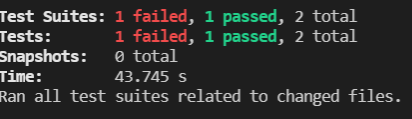 Test Suites: 1 failed, 1 passed, 2 total
Tests: 1 failed, 1 passed, 2 total
Snapshots: 0 total
Time: 43.745 s
Ran all test suites related to changed files.